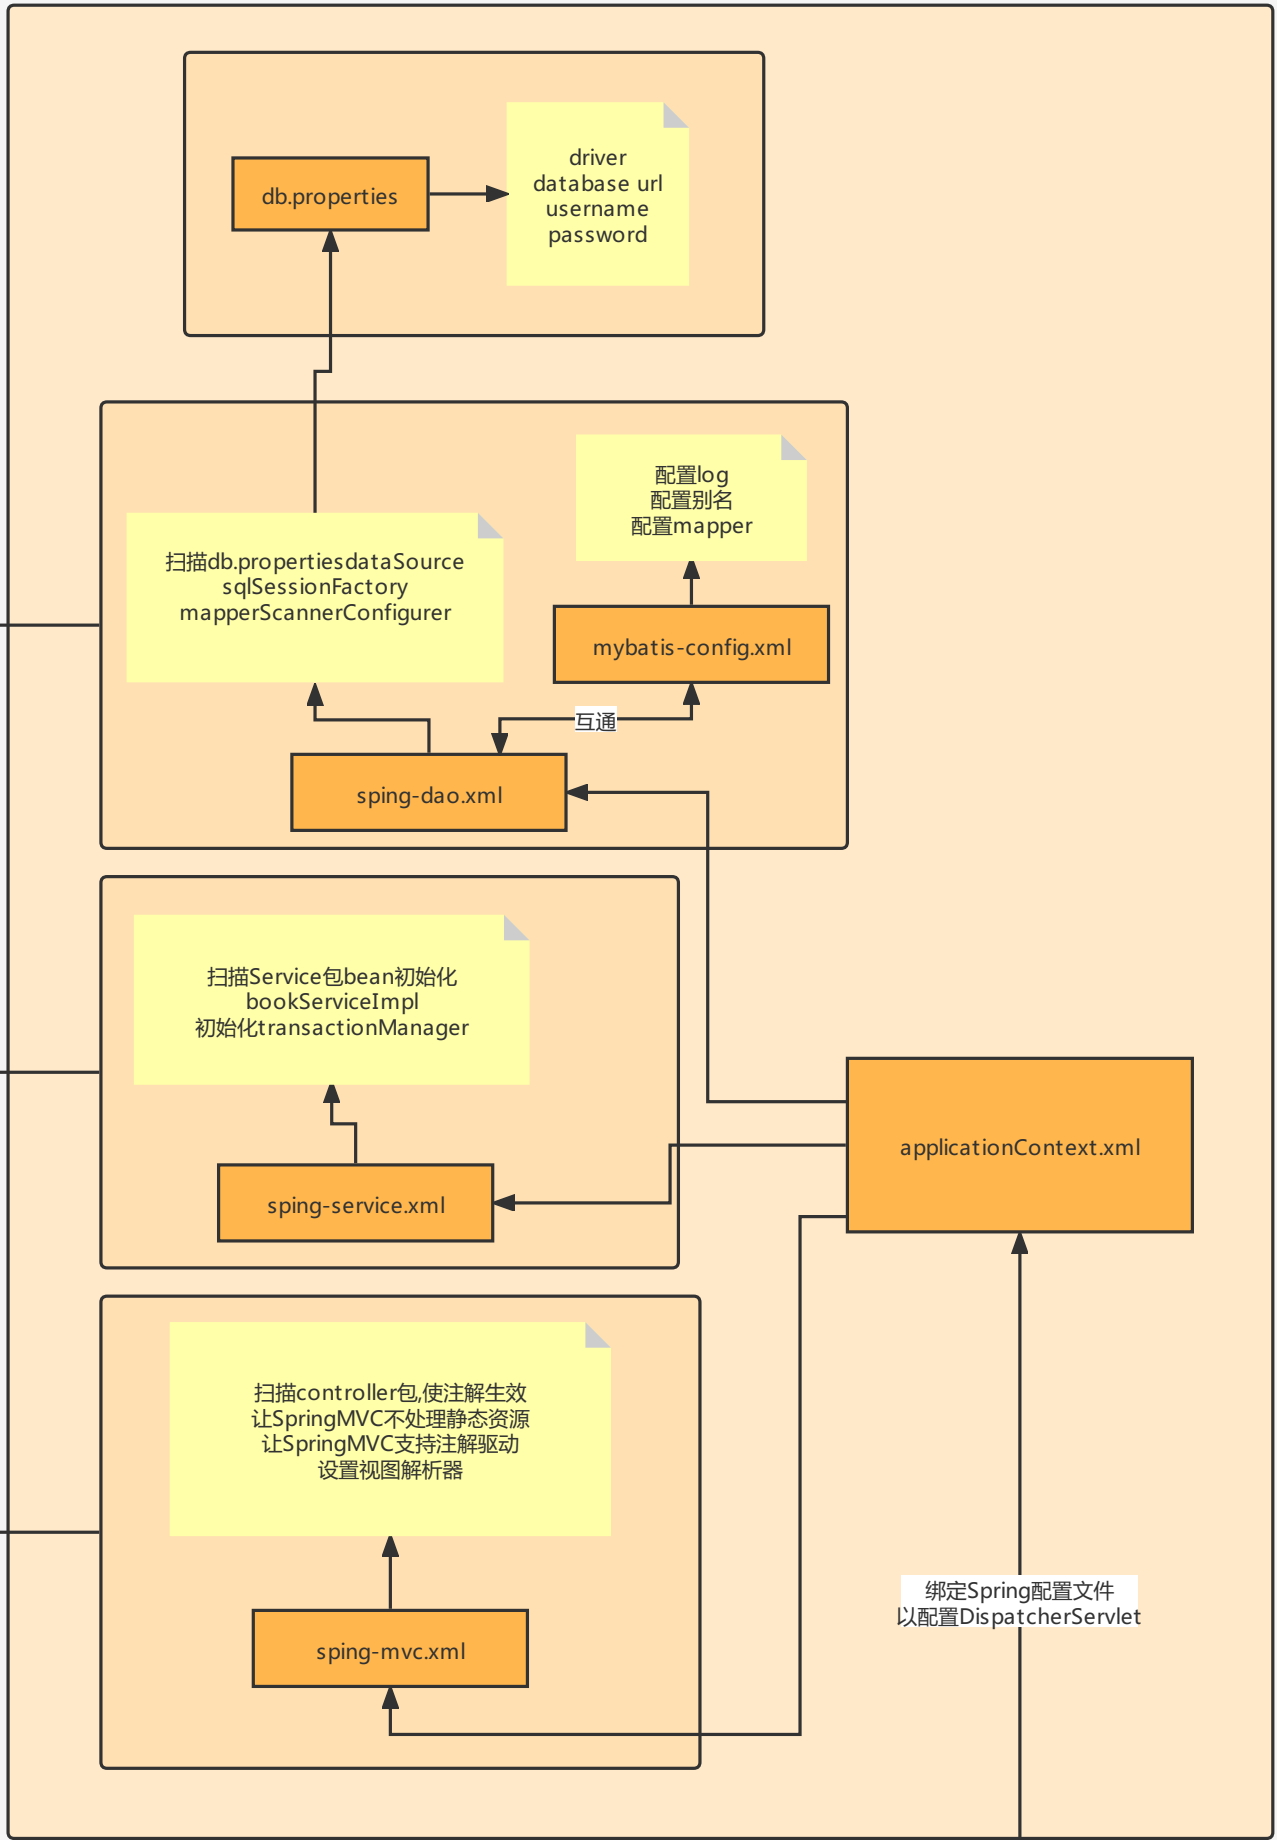 db.properties
driver
database url
username
password
配置log
配置别名
配置mapper
扫描db.propertiesdataSource
sqlSessionFactory
mapperScannerConfigurer
mybatis-config.xml
互通
sping-dao.xml
扫描Service包bean初始化
bookServiceImpl
初始化transactionManager
sping-service.xml
applicationContext.xml
扫描controller包,使注解生效
让SpringMVC不处理静态资源
让SpringMVC支持注解驱动
设置视图解析器
sping-mvc.xml
绑定Spring配置文件
以配置DispatcherServlet